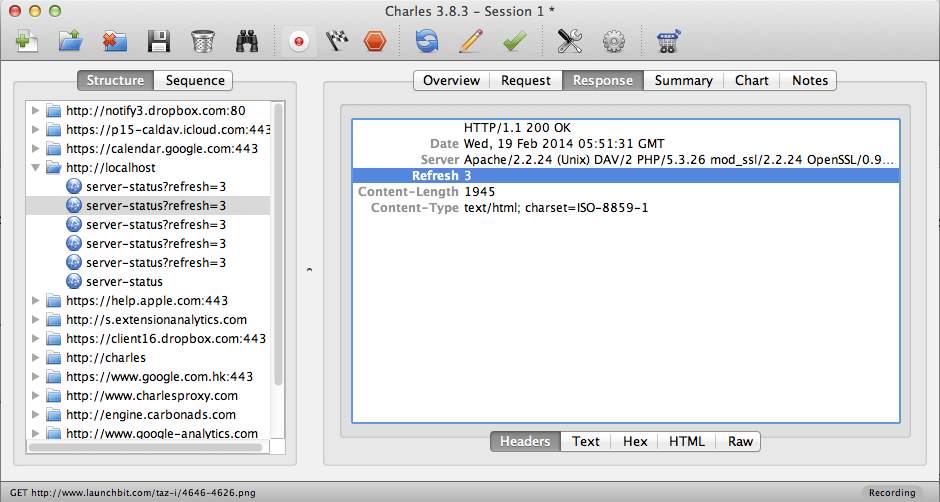 Charles 3.8.3 – Session 1 *
Structure Sequence
http://notify3.dropbox.com:80
https://p15-caldav.icloud.com:443
https://calendar.google.com:443
http://localhost
server-status?refresh=3
server-status?refresh=3
server-status?refresh=3
server-status?refresh=3
server-status?refresh=3
server-status
https://help.apple.com:443
http://s.extensionanalytics.com
https://client16.dropbox.com:443
http://charles
https://www.google.com.hk:443
http://www.charlesproxy.com
http://engine.carbonads.com
http://www.google-analytics.com
Overview Request Response Summary Chart Notes
HTTP/1.1 200 OK
Date Wed, 19 Feb 2014 05:51:31 GMT
Server Apache/2.2.24 (Unix) DAV/2 PHP/5.3.26 mod_ssl/2.2.24 OpenSSL/0.9...
Refresh 3
Content-Length 1945
Content-Type text/html; charset=ISO-8859-1
Headers Text Hex HTML Raw
GET http://www.launchbit.com/taz-i/4646-4626.png
Recording